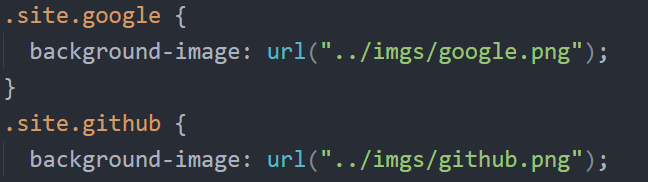 .site.google {
  background-image: url("../imgs/google.png");
}
.site.github {
  background-image: url("../imgs/github.png");